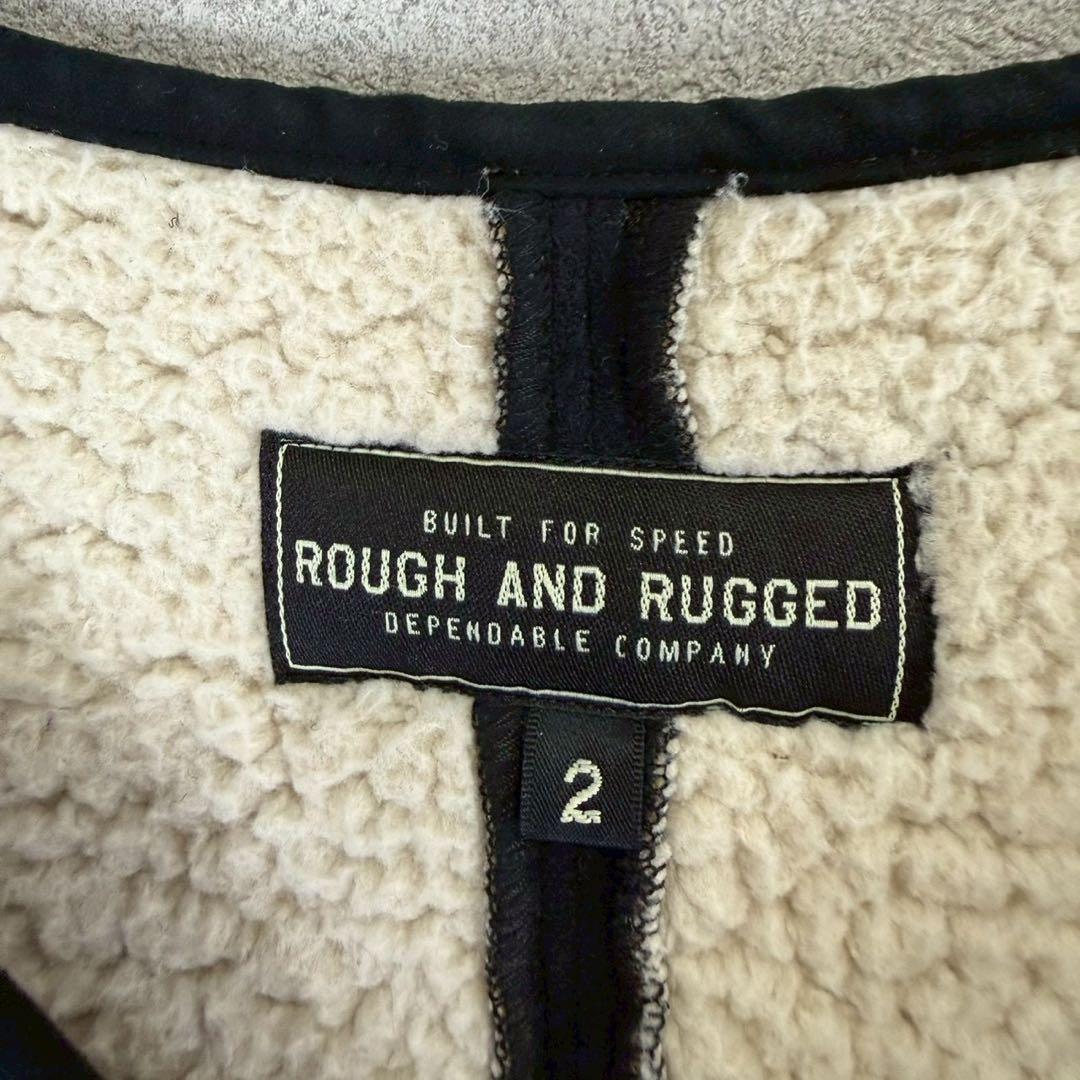 BUILT FOR SPEED
ROUGH AND RUGGED
DEPENDABLE COMPANY
2